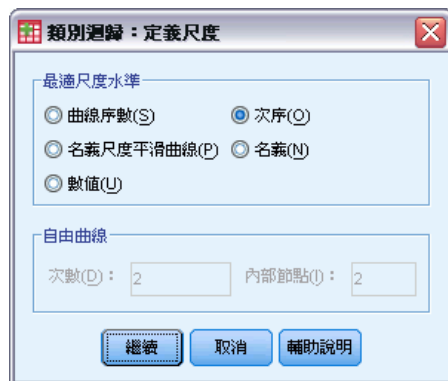 類別迴歸：定義尺度
最適尺度水準
曲線序數(S) 次序(O)
名義尺度平滑曲線(P) 名義(N)
數值(U)
自由曲線
次數(D)： 2 內部節點(I)： 2
繼續 取消 輔助說明